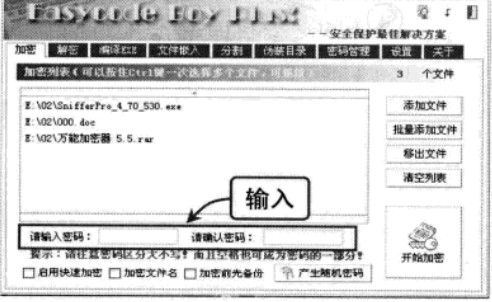 Easycode Boy Plus!
--安全保护最佳解决方案
加密 解密 编译EXE 文件嵌入 分割 伪装目录 密码管理 设置 关于
加密列表(可以按住Ctrl键一次选择多个文件,可拖放) 3 个文件
E:\02\SnifferPro_4_70_530.exe
E:\02\000.doc
E:\02\万能加密器 5.5.rar
添加文件
批量添加文件
移出文件
清空列表
输入
请输入密码: 请确认密码:
提示:请注意密码区分大小写!而且空格也可成为密码的一部分!
启用快速加密 加密文件名 加密前先备份 产生随机密码
开始加密